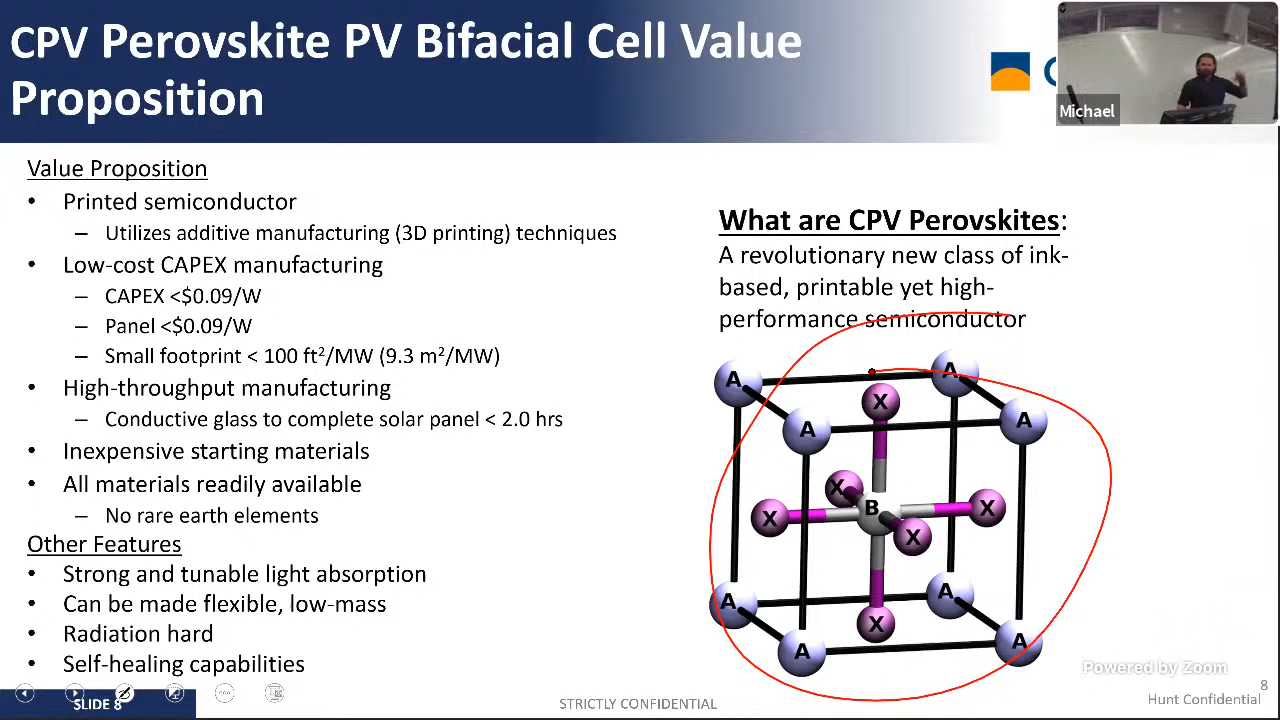 CPV Perovskite PV Bifacial Cell Value
Proposition
Michael
Value Proposition
• Printed semiconductor
– Utilizes additive manufacturing (3D printing) techniques
• Low-cost CAPEX manufacturing
– CAPEX <$0.09/W
– Panel <$0.09/W
– Small footprint < 100 ft²/MW (9.3 m²/MW)
• High-throughput manufacturing
– Conductive glass to complete solar panel < 2.0 hrs
• Inexpensive starting materials
• All materials readily available
– No rare earth elements
Other Features
• Strong and tunable light absorption
• Can be made flexible, low-mass
• Radiation hard
• Self-healing capabilities
What are CPV Perovskites:
A revolutionary new class of ink-
based, printable yet high-
performance semiconductor
A
A
X
A
A
X
X
B
X
X
A
A
X
A
A
Powered by Zoom
SLIDE 8
STRICTLY CONFIDENTIAL
8
Hunt Confidential